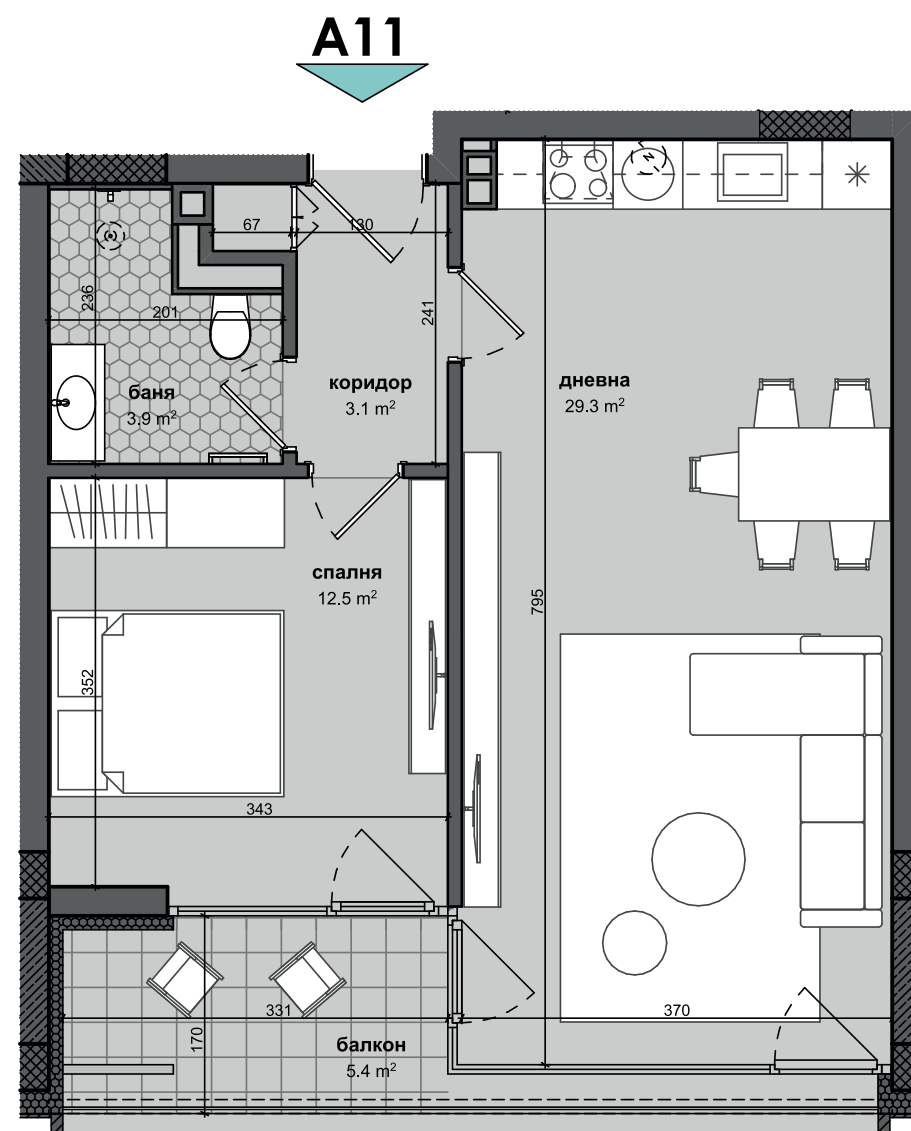 A11
67
130
236
201
241
баня
3.9 m²
коридор
3.1 m²
дневна
29.3 m²
спалня
12.5 m²
795
352
343
331
370
170
балкон
5.4 m²